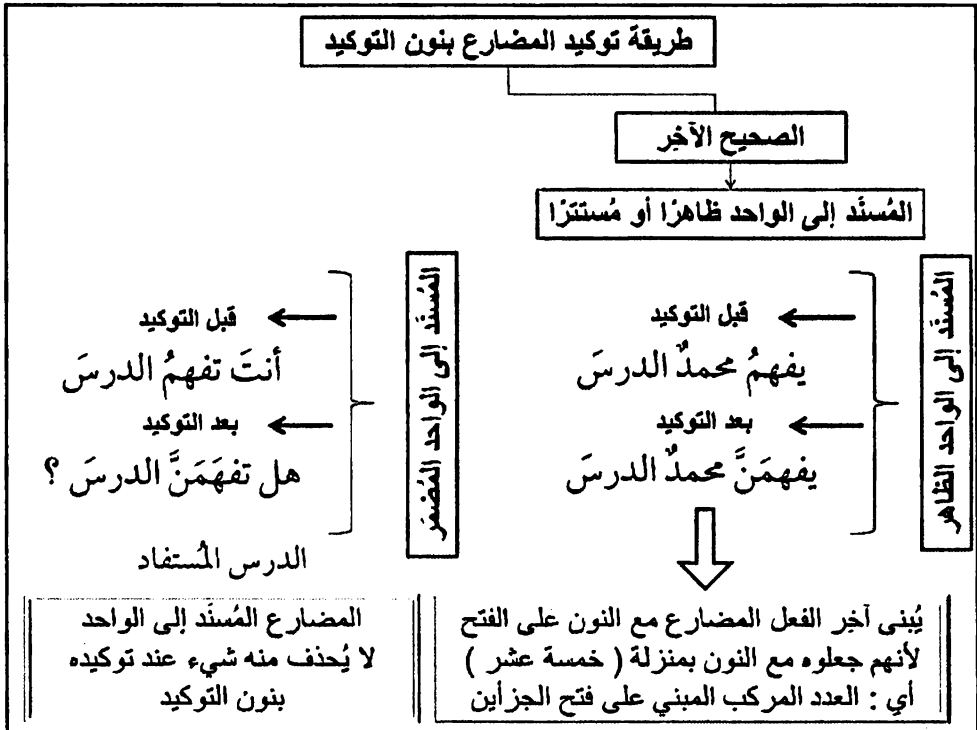 طريقة توكيد المضارع بنون التوكيد
الصحيح الآخِر
المُسنَد إلى الواحد ظاهرًا أو مُستترًا
المُسنَد إلى الواحد الظاهر
قبل التوكيد
يفهمُ محمدٌ الدرسَ
بعد التوكيد
يفهمَنَّ محمدٌ الدرسَ
يُبنى آخِر الفعل المضارع مع النون على الفتح
لأنهم جعلوه مع النون بمنزلة ( خمسة عشر )
أي : العدد المركب المبني على فتح الجزأين
المُسنَد إلى الواحد المُضمَر
قبل التوكيد
أنتَ تفهمُ الدرسَ
بعد التوكيد
هل تفهَمَنَّ الدرسَ ؟
الدرس المُستفاد
المضارع المُسنَد إلى الواحد
لا يُحذف منه شيء عند توكيده
بنون التوكيد